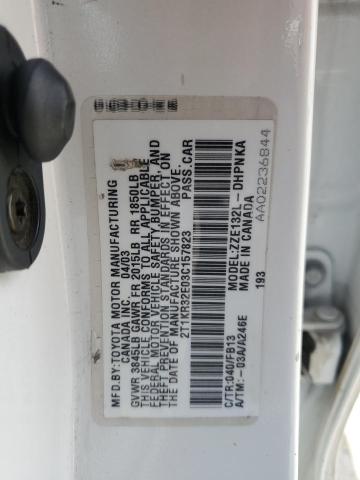 MFD.BY:TOYOTA MOTOR MANUFACTURING
CANADA INC. 04/03
GVWR 3845LB GAWR FR 2015LB RR 1850LB
THIS VEHICLE CONFORMS TO ALL APPLICABLE
FEDERAL MOTOR VEHICLE SAFETY, BUMPER, AND
THEFT PREVENTION STANDARDS IN EFFECT ON
THE DATE OF MANUFACTURE SHOWN ABOVE.
2T1KR32E03C157823 PASS.CAR
C/TR:040/FB13 MODEL:ZZE132L
A/TM:-03A/A246E -DHPNKA
MADE IN CANADA
193 AA02236844